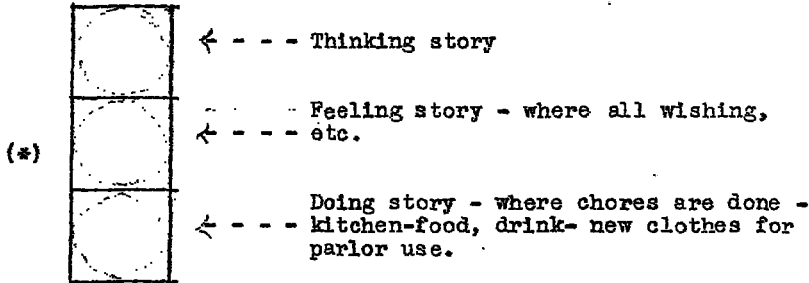 ← - - - Thinking story
Feeling story - where all wishing,
← - - - etc.
(*)
Doing story - where chores are done -
← - - - kitchen-food, drink- new clothes for
parlor use.